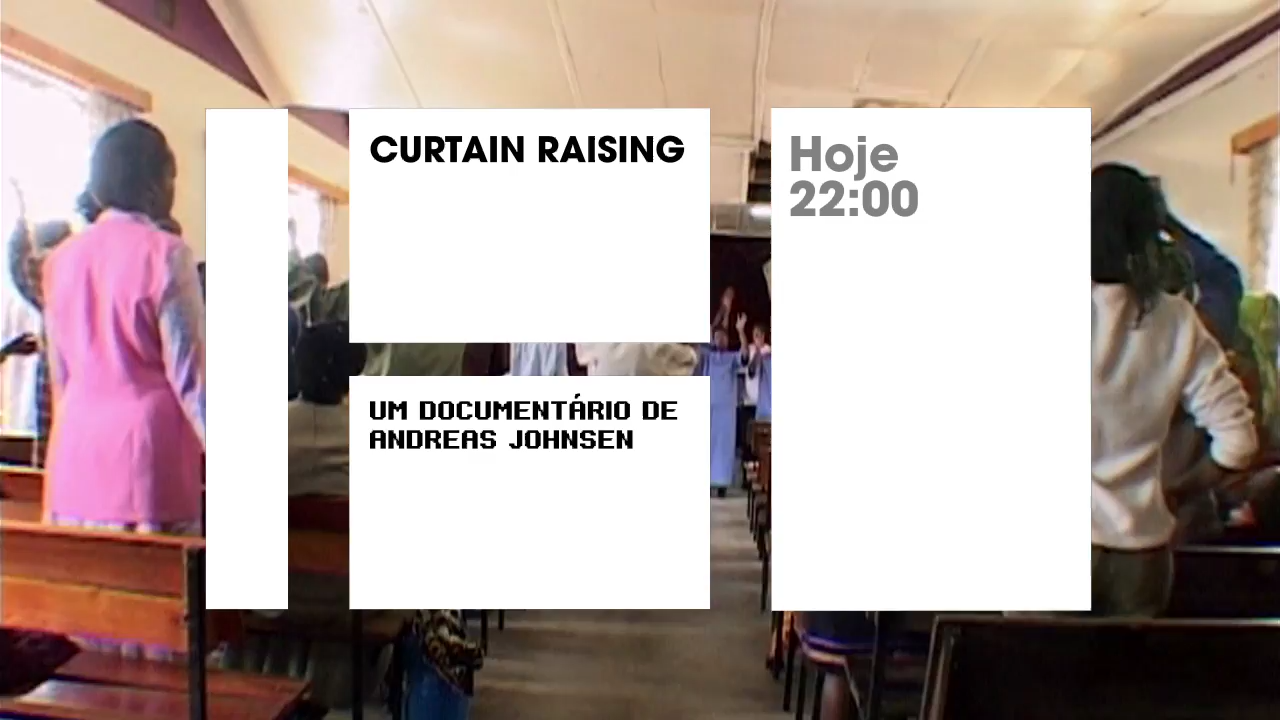 CURTAIN RAISING
UM DOCUMENTÁRIO DE
ANDREAS JOHNSEN
Hoje
22:00